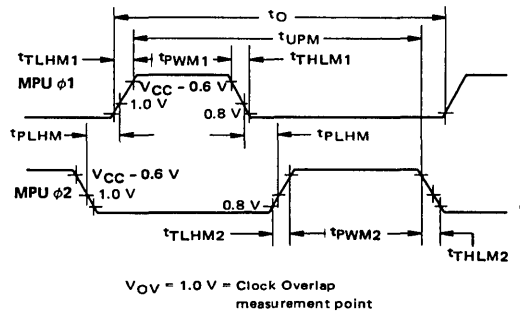 tO
tUPM
tTLHM1
tPWM1
tTHLM1
MPU ϕ1
VCC – 0.6 V
1.0 V
0.8 V
tPLHM
tPLHM
VCC – 0.6 V
MPU ϕ2
1.0 V
0.8 V
tTLHM2
tPWM2
tTHLM2
VOV = 1.0 V = Clock Overlap
measurement point